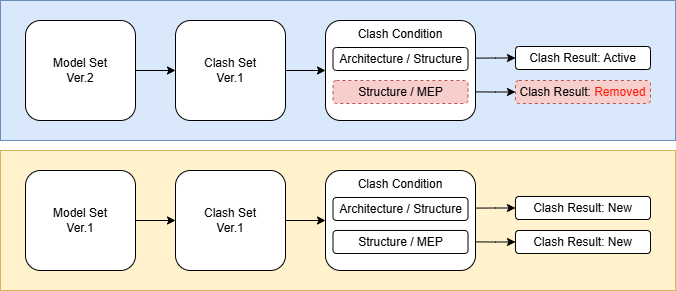 Model Set
Ver.2
Clash Set
Ver.1
Clash Condition
Architecture / Structure
Structure / MEP
Clash Result: Active
Clash Result: Removed
Model Set
Ver.1
Clash Set
Ver.1
Clash Condition
Architecture / Structure
Structure / MEP
Clash Result: New
Clash Result: New